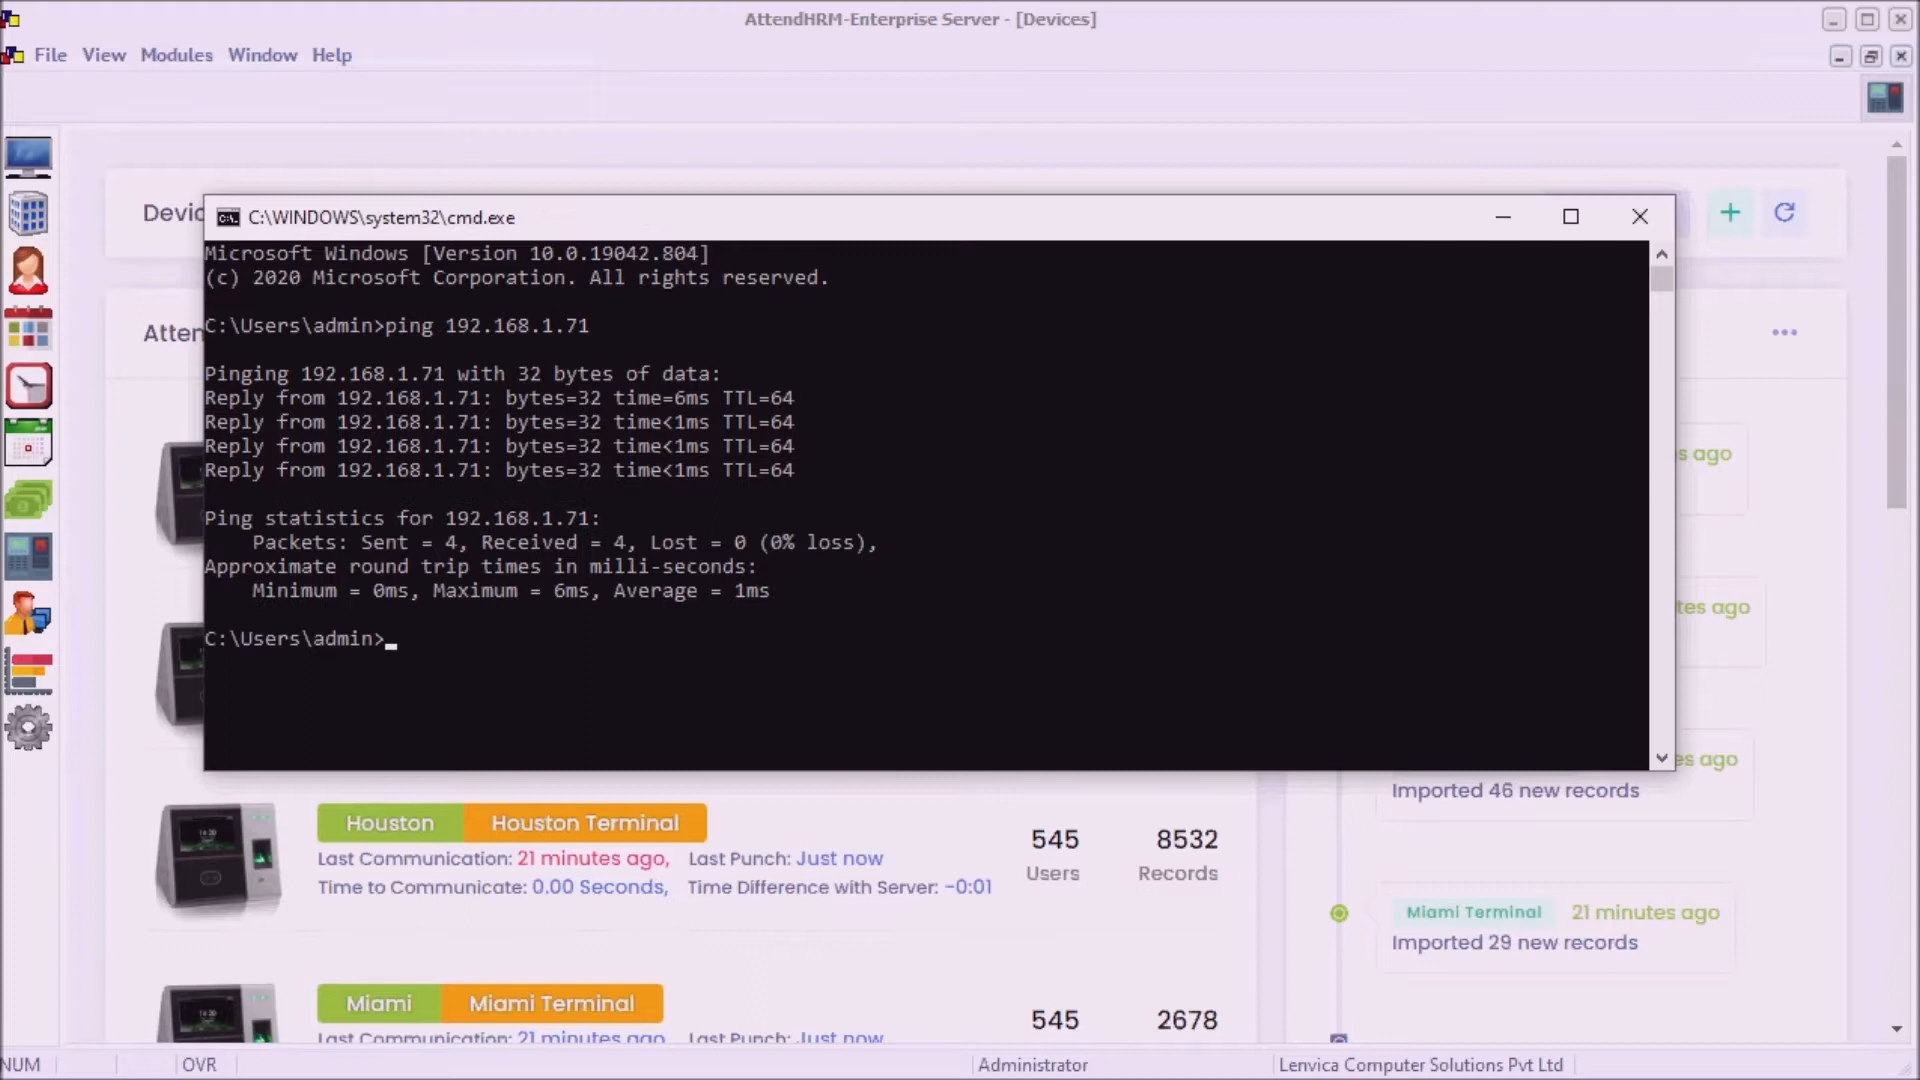 AttendHRM-Enterprise Server - [Devices]
File View Modules Window Help
Devic
C:\WINDOWS\system32\cmd.exe
Microsoft Windows [Version 10.0.19042.804]
(c) 2020 Microsoft Corporation. All rights reserved.
C:\Users\admin>ping 192.168.1.71
Atten
Pinging 192.168.1.71 with 32 bytes of data:
Reply from 192.168.1.71: bytes=32 time=6ms TTL=64
Reply from 192.168.1.71: bytes=32 time<1ms TTL=64
Reply from 192.168.1.71: bytes=32 time<1ms TTL=64
Reply from 192.168.1.71: bytes=32 time<1ms TTL=64
Ping statistics for 192.168.1.71:
Packets: Sent = 4, Received = 4, Lost = 0 (0% loss),
Approximate round trip times in milli-seconds:
Minimum = 0ms, Maximum = 6ms, Average = 1ms
C:\Users\admin>
s ago
tes ago
es ago
Imported 46 new records
Houston Houston Terminal
Last Communication: 21 minutes ago, Last Punch: Just now
Time to Communicate: 0.00 Seconds, Time Difference with Server: -0:01
545 8532
Users Records
Miami Terminal 21 minutes ago
Imported 29 new records
Miami Miami Terminal
Last Communication: 21 minutes ago Last Punch: Just now
545 2678
NUM OVR Administrator Lenvica Computer Solutions Pvt Ltd